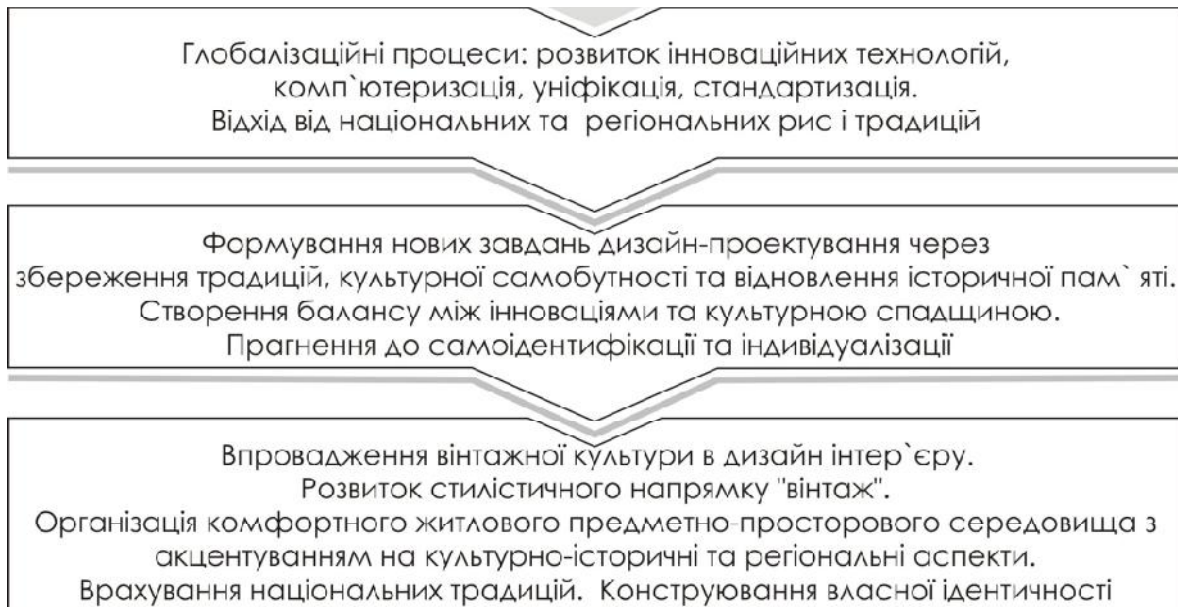 Глобалізаційні процеси: розвиток інноваційних технологій,
комп`ютеризація, уніфікація, стандартизація.
Відхід від національних та регіональних рис і традицій
Формування нових завдань дизайн-проектування через
збереження традицій, культурної самобутності та відновлення історичної пам` яті.
Створення балансу між інноваціями та культурною спадщиною.
Прагнення до самоідентифікації та індивідуалізації
Впровадження вінтажної культури в дизайн інтер`єру.
Розвиток стилістичного напрямку "вінтаж".
Організація комфортного житлового предметно-просторового середовища з
акцентуванням на культурно-історичні та регіональні аспекти.
Врахування національних традицій. Конструювання власної ідентичності